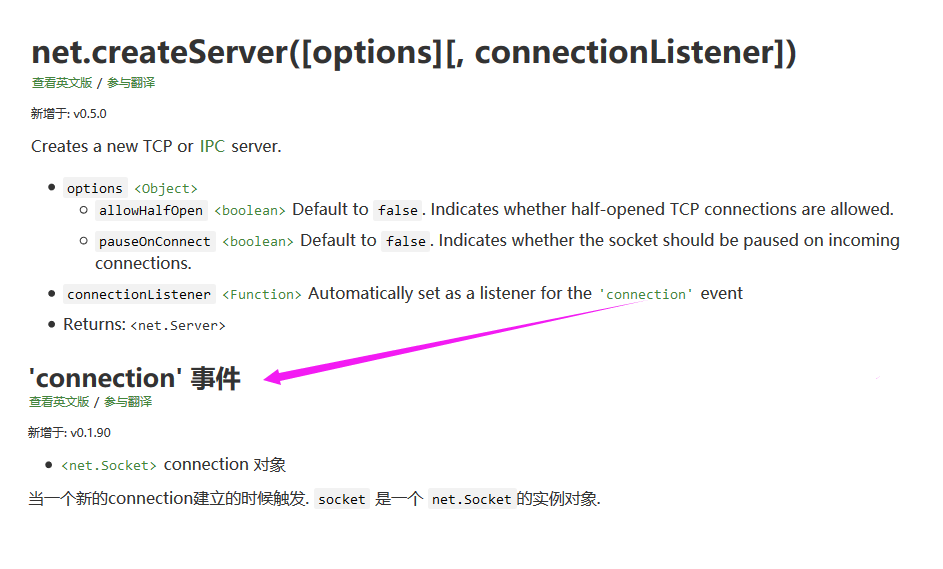 net.createServer([options][, connectionListener])
查看英文版 / 参与翻译
新增于: v0.5.0
Creates a new TCP or IPC server.
options <Object>
allowHalfOpen <boolean> Default to false. Indicates whether half-opened TCP connections are allowed.
pauseOnConnect <boolean> Default to false. Indicates whether the socket should be paused on incoming
connections.
connectionListener <Function> Automatically set as a listener for the 'connection' event
Returns: <net.Server>
'connection' 事件
查看英文版 / 参与翻译
新增于: v0.1.90
<net.Socket> connection 对象
当一个新的connection建立的时候触发. socket 是一个 net.Socket的实例对象.